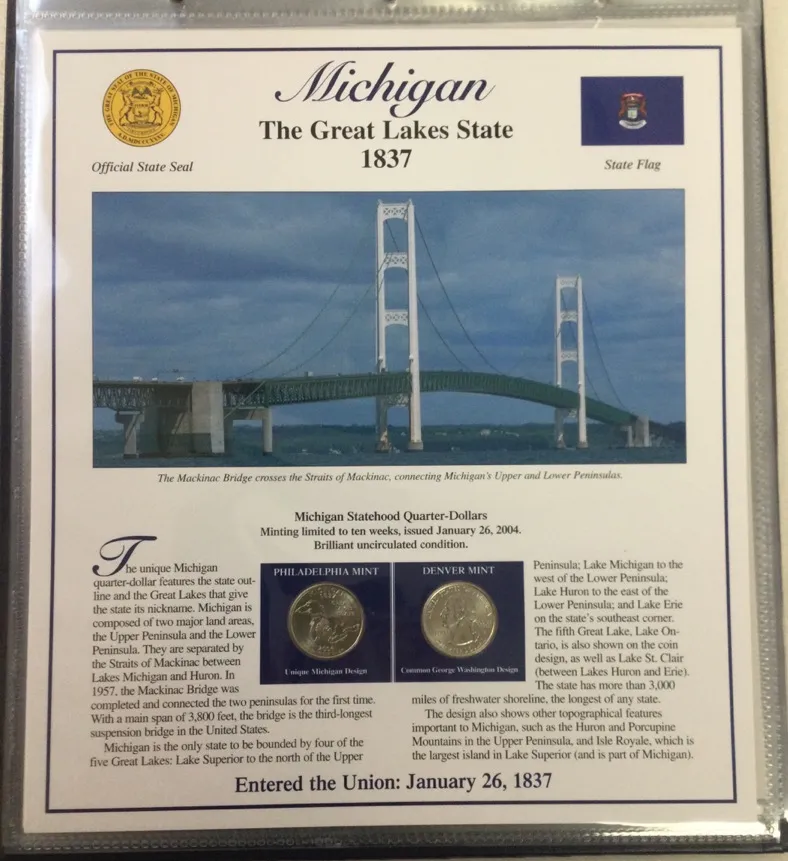 Michigan
The Great Lakes State
1837
THE GREAT SEAL OF THE STATE OF MICHIGAN
Official State Seal
State Flag
The Mackinac Bridge crosses the Straits of Mackinac, connecting Michigan's Upper and Lower Peninsulas.
Michigan Statehood Quarter-Dollars
Minting limited to ten weeks, issued January 26, 2004.
Brilliant uncirculated condition.
The unique Michigan
quarter-dollar features the state out-
line and the Great Lakes that give
the state its nickname. Michigan is
composed of two major land areas,
the Upper Peninsula and the Lower
Peninsula. They are separated by
the Straits of Mackinac between
Lakes Michigan and Huron. In
1957, the Mackinac Bridge was
completed and connected the two peninsulas for the first time.
With a main span of 3,800 feet, the bridge is the third-longest
suspension bridge in the United States.
Michigan is the only state to be bounded by four of the
five Great Lakes: Lake Superior to the north of the Upper
PHILADELPHIA MINT
Unique Michigan Design
DENVER MINT
Common George Washington Design
Peninsula; Lake Michigan to the
west of the Lower Peninsula;
Lake Huron to the east of the
Lower Peninsula; and Lake Erie
on the state's southeast corner.
The fifth Great Lake, Lake On-
tario, is also shown on the coin
design, as well as Lake St. Clair
(between Lakes Huron and Erie).
The state has more than 3,000
miles of freshwater shoreline, the longest of any state.
The design also shows other topographical features
important to Michigan, such as the Huron and Porcupine
Mountains in the Upper Peninsula, and Isle Royale, which is
the largest island in Lake Superior (and is part of Michigan).
Entered the Union: January 26, 1837